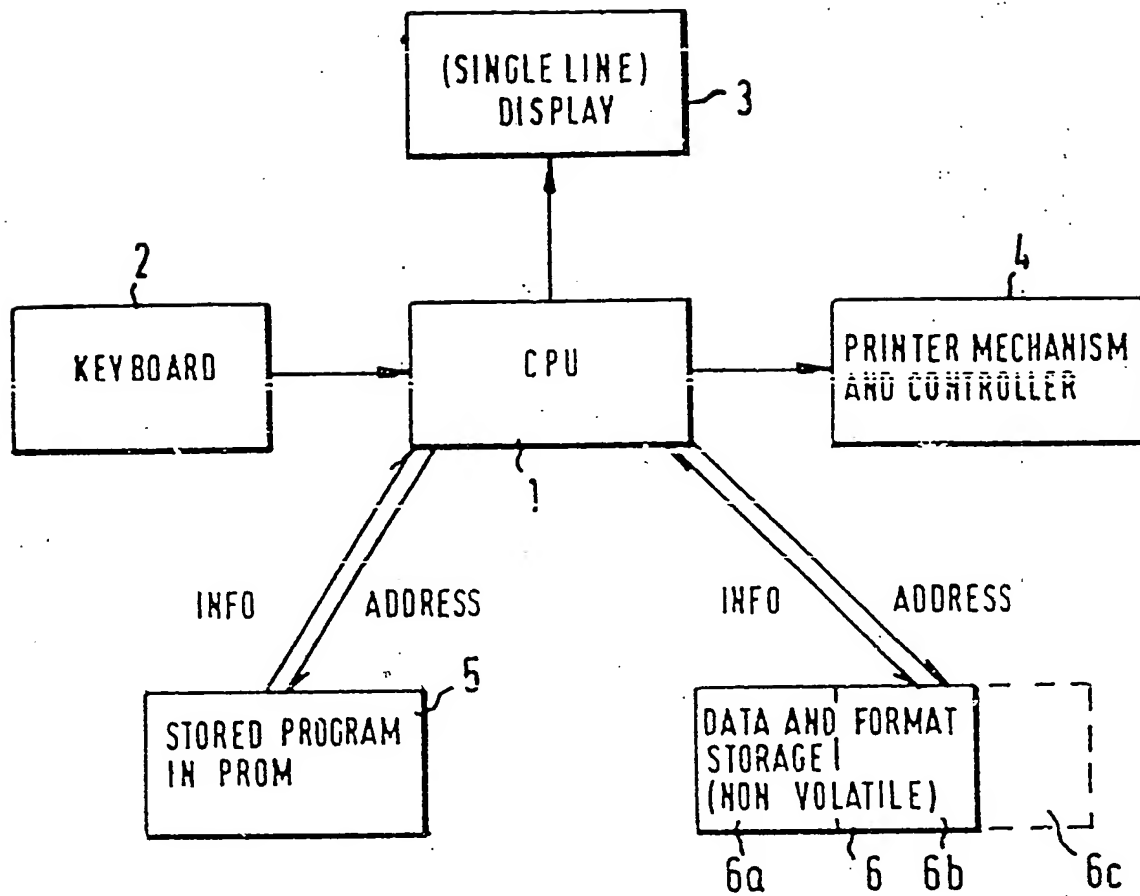 (SINGLE LINE)
DISPLAY
3
2
4
KEYBOARD
CPU
PRINTER MECHANISM
AND CONTROLLER
1
INFO
ADDRESS
INFO
ADDRESS
5
STORED PROGRAM
IN PROM
DATA AND FORMAT
STORAGE
(NON VOLATILE)
6a
6
6b
6c